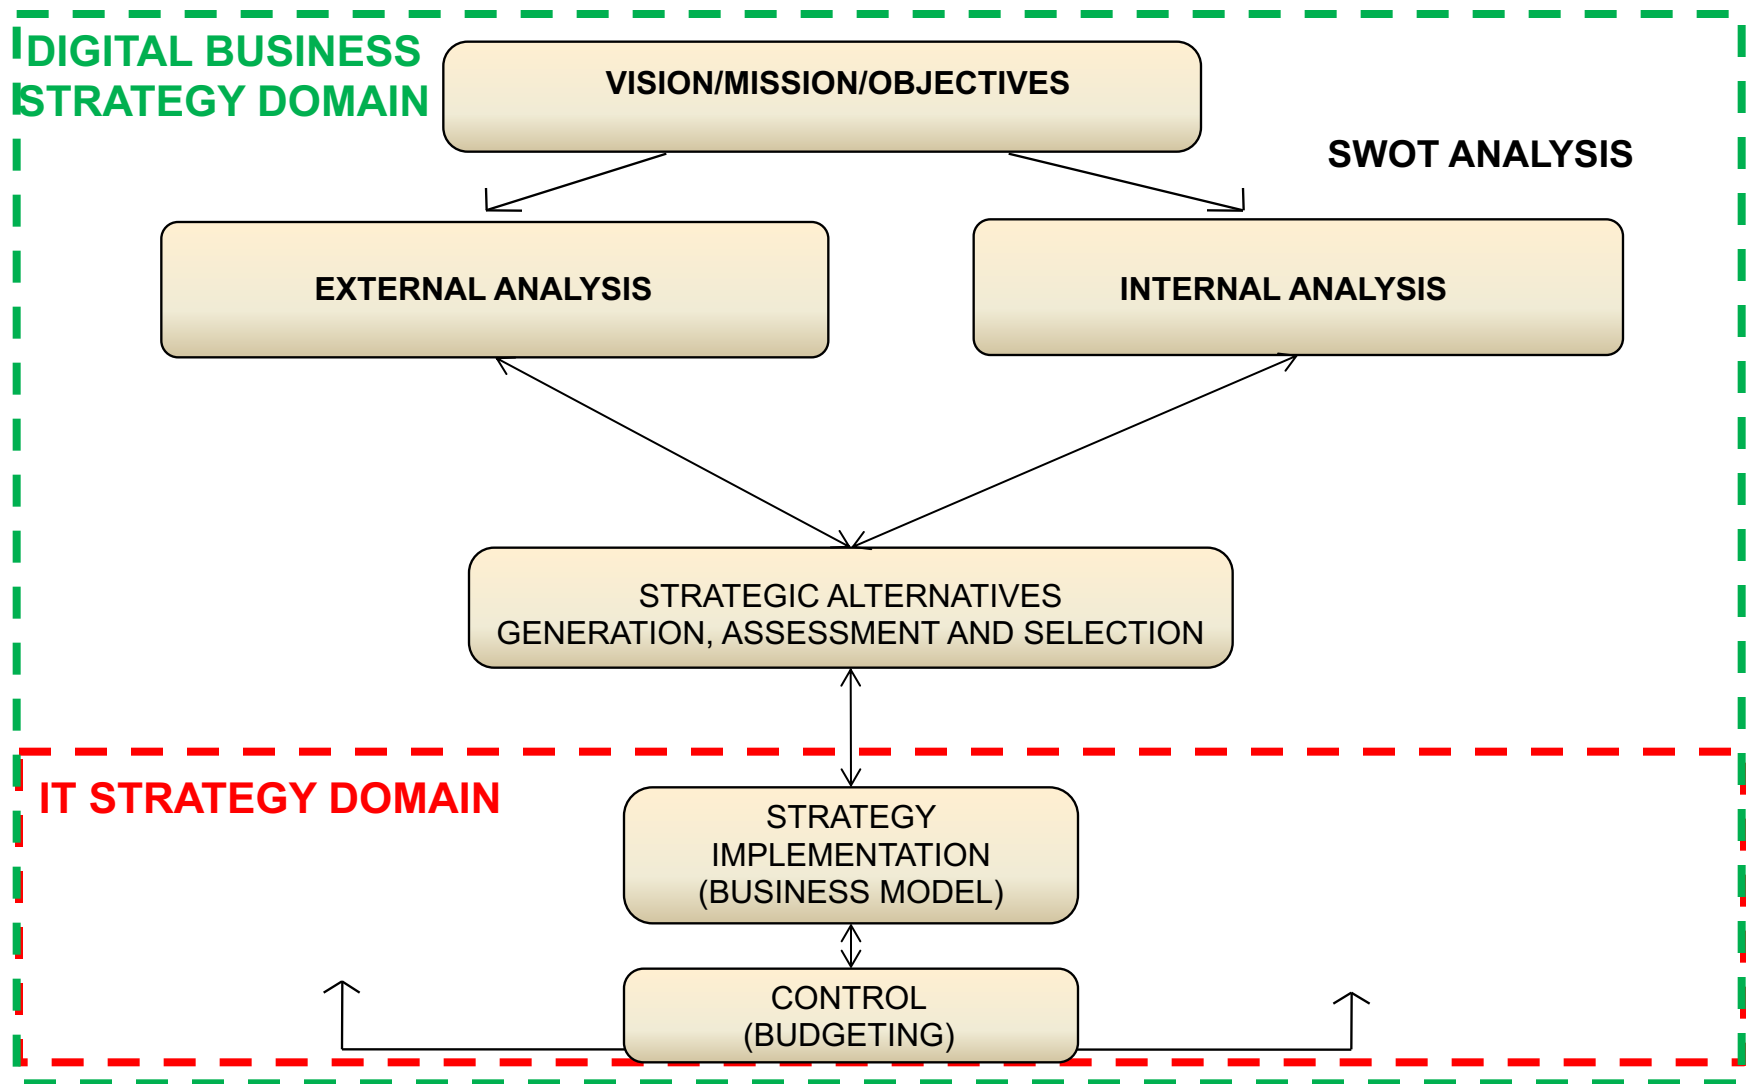 DIGITAL BUSINESS
STRATEGY DOMAIN
VISION/MISSION/OBJECTIVES
SWOT ANALYSIS
EXTERNAL ANALYSIS
INTERNAL ANALYSIS
STRATEGIC ALTERNATIVES
GENERATION, ASSESSMENT AND SELECTION
IT STRATEGY DOMAIN
STRATEGY
IMPLEMENTATION
(BUSINESS MODEL)
CONTROL
(BUDGETING)